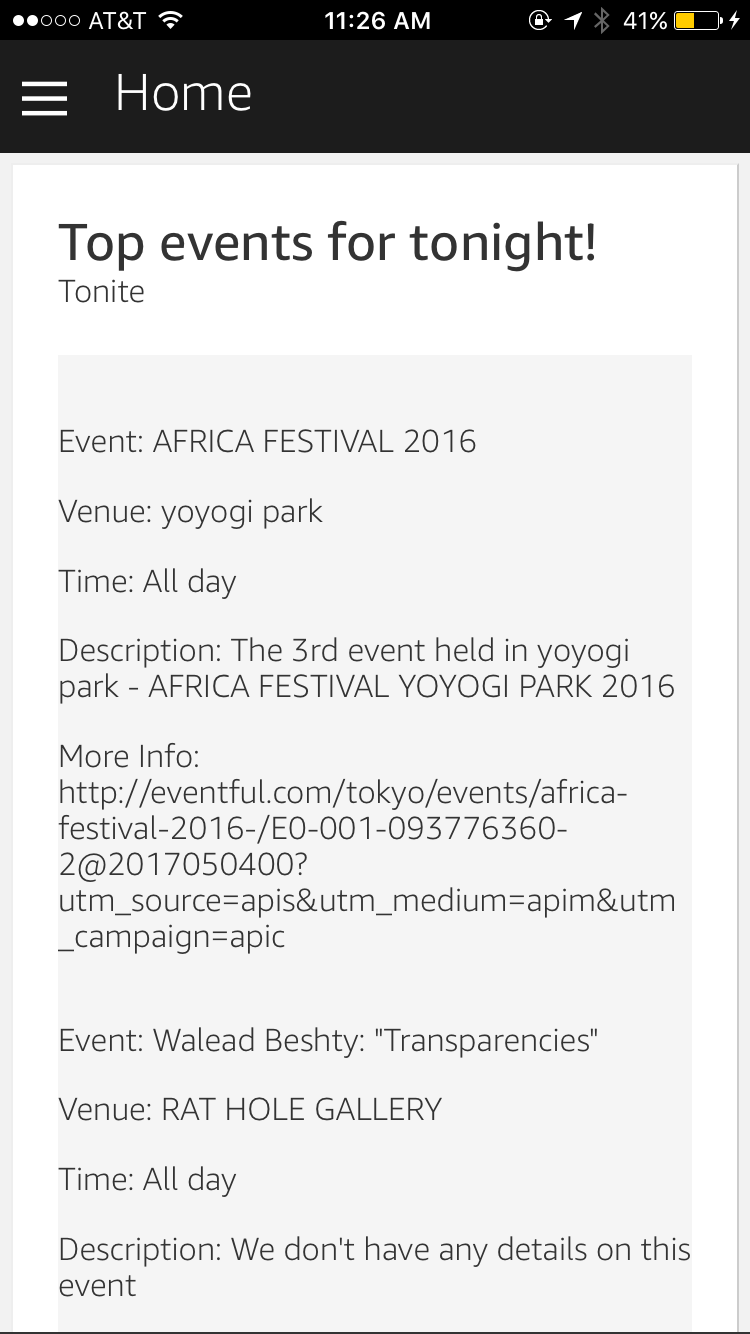 AT&T 11:26 AM 41%
Home
Top events for tonight!
Tonite
Event: AFRICA FESTIVAL 2016
Venue: yoyogi park
Time: All day
Description: The 3rd event held in yoyogi
park - AFRICA FESTIVAL YOYOGI PARK 2016
More Info:
http://eventful.com/tokyo/events/africa-
festival-2016-/E0-001-093776360-
2@2017050400?
utm_source=apis&utm_medium=apim&utm
_campaign=apic
Event: Walead Beshty: "Transparencies"
Venue: RAT HOLE GALLERY
Time: All day
Description: We don't have any details on this
event